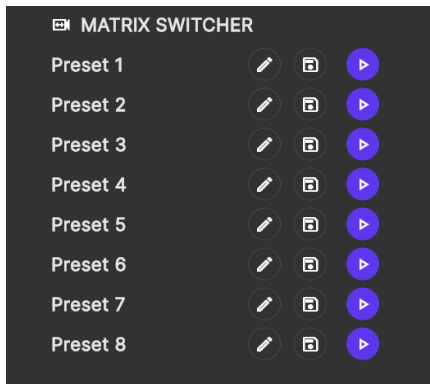 MATRIX SWITCHER
Preset 1
Preset 2
Preset 3
Preset 4
Preset 5
Preset 6
Preset 7
Preset 8